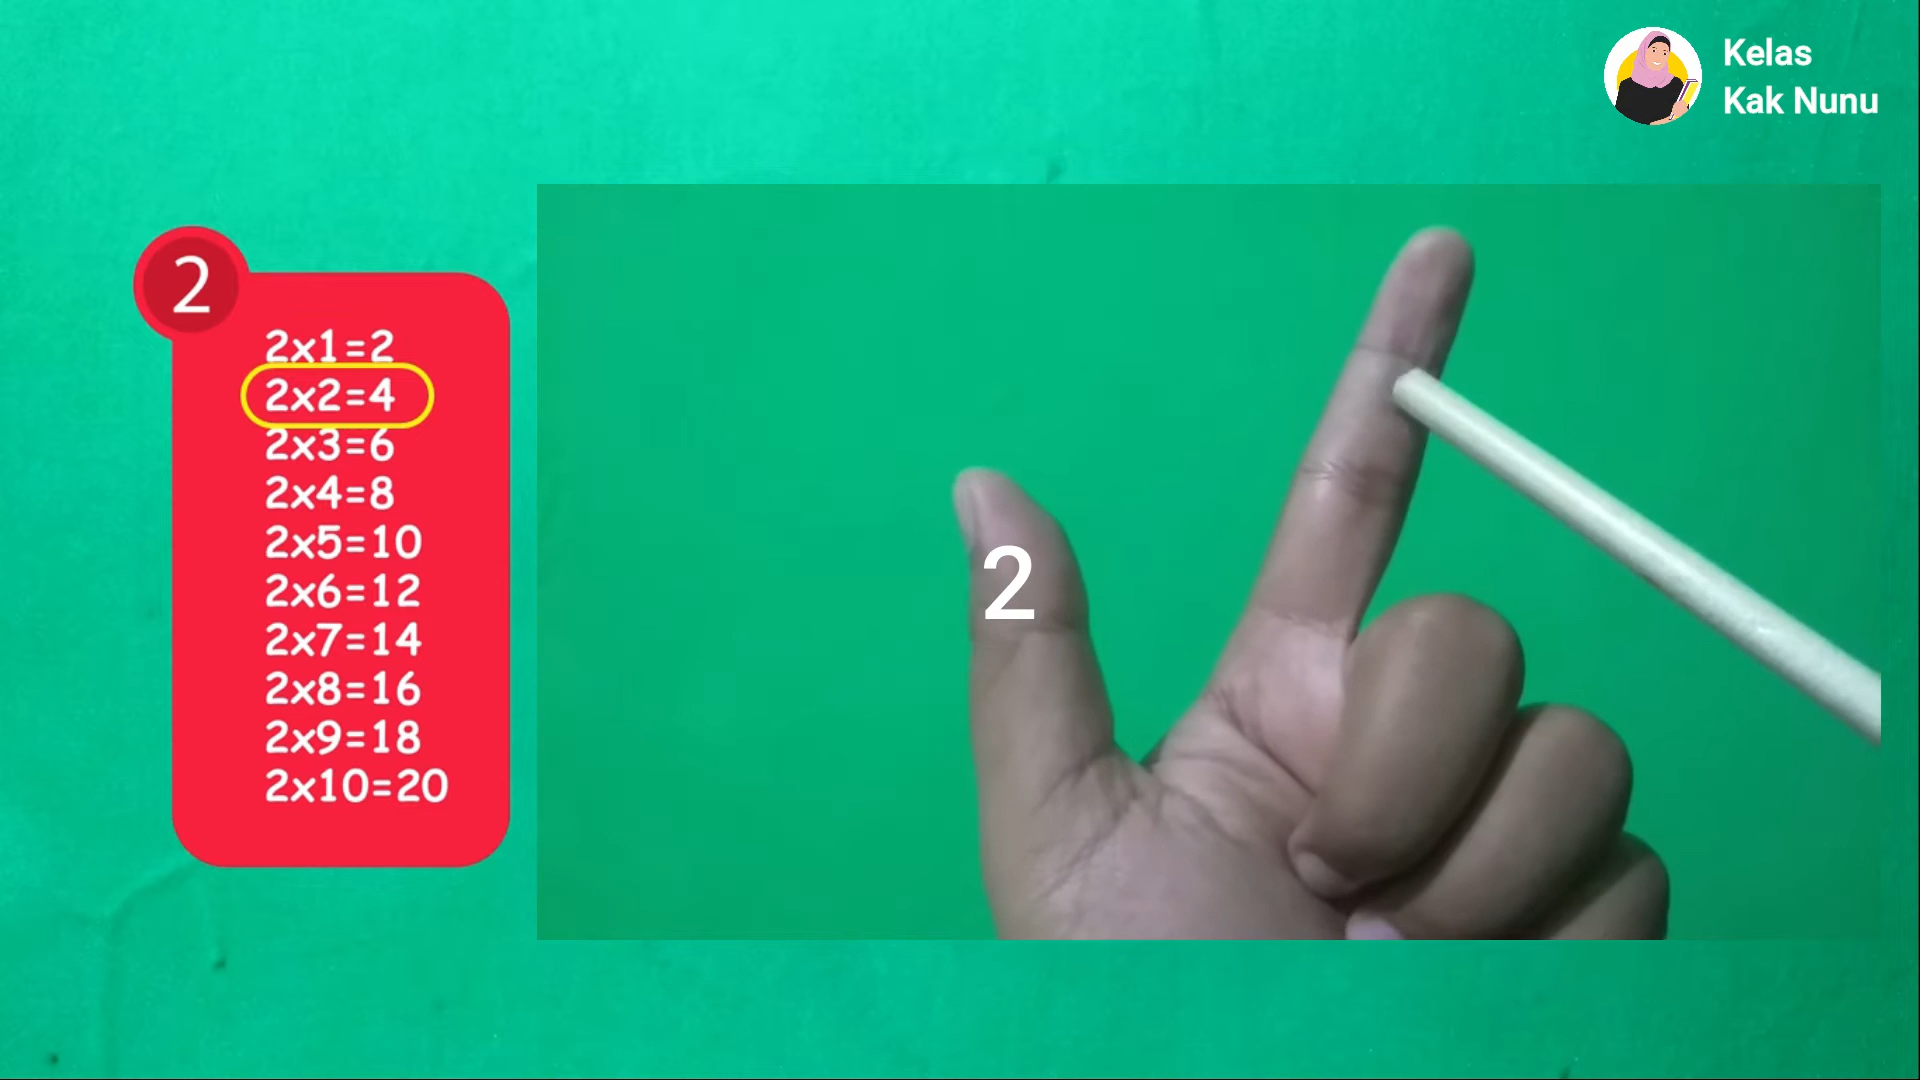 Kelas
Kak Nunu
2
2x1=2
2x2=4
2x3=6
2x4=8
2x5=10
2x6=12
2x7=14
2x8=16
2x9=18
2x10=20
2